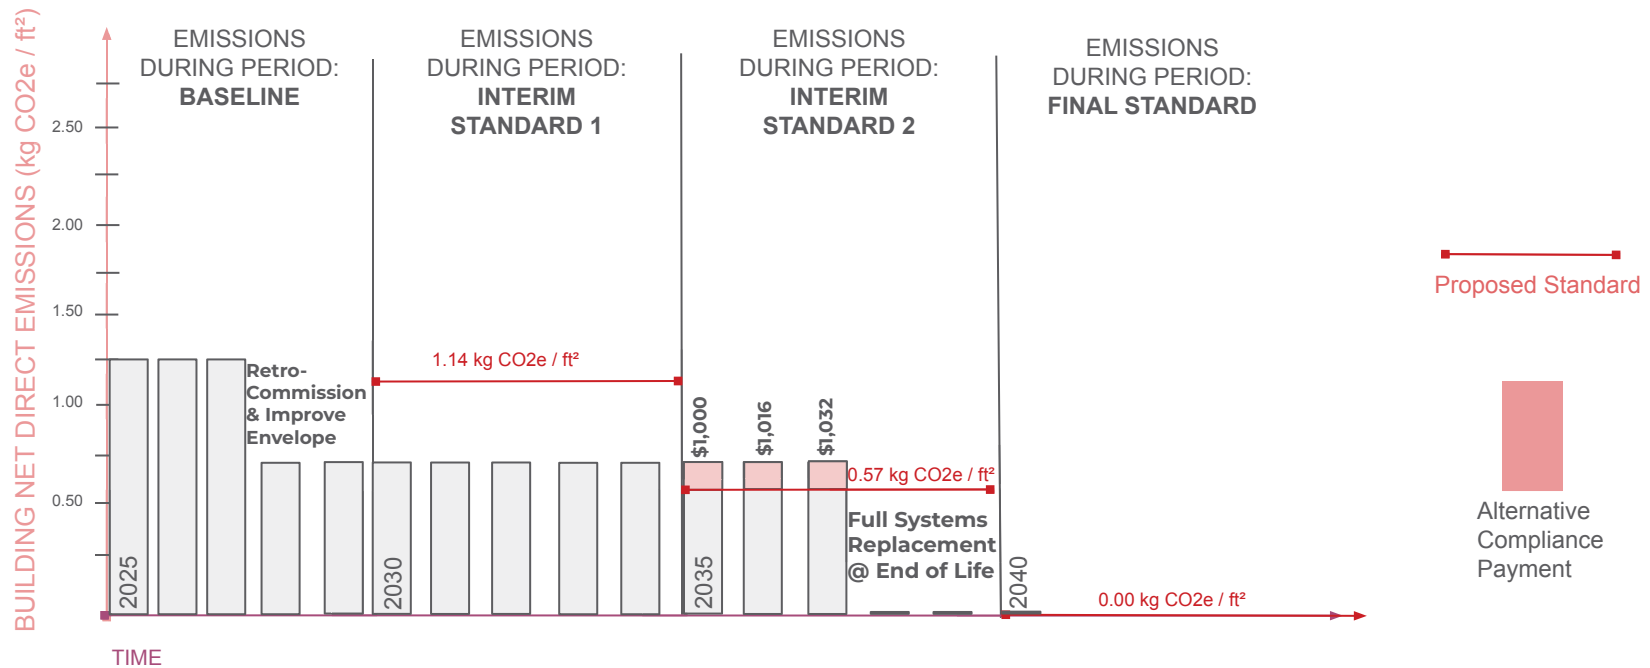 BUILDING NET DIRECT EMISSIONS (kg CO2e / ft²)
2.50
2.00
1.50
1.00
0.50
EMISSIONS
DURING PERIOD:
BASELINE
EMISSIONS
DURING PERIOD:
INTERIM
STANDARD 1
EMISSIONS
DURING PERIOD:
INTERIM
STANDARD 2
EMISSIONS
DURING PERIOD:
FINAL STANDARD
Retro-
Commission
& Improve
Envelope
1.14 kg CO2e / ft²
$1,000
$1,016
$1,032
0.57 kg CO2e / ft²
Full Systems
Replacement
@ End of Life
0.00 kg CO2e / ft²
2025
2030
2035
2040
TIME
Proposed Standard
Alternative
Compliance
Payment